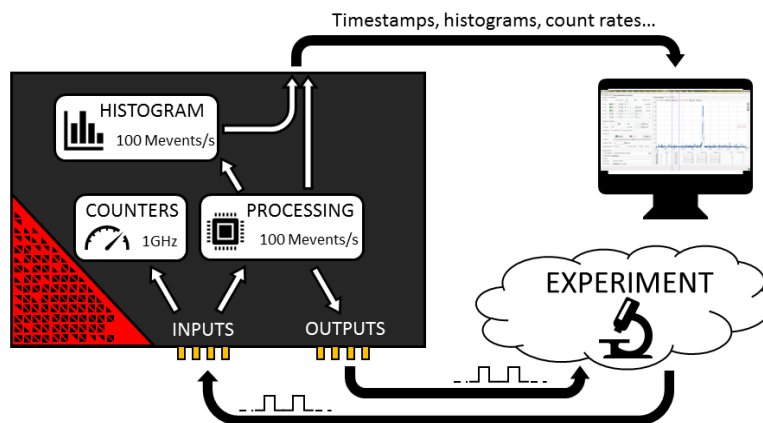 Timestamps, histograms, count rates...
HISTOGRAM
100 Mevents/s
COUNTERS
1GHz
PROCESSING
100 Mevents/s
INPUTS
OUTPUTS
EXPERIMENT